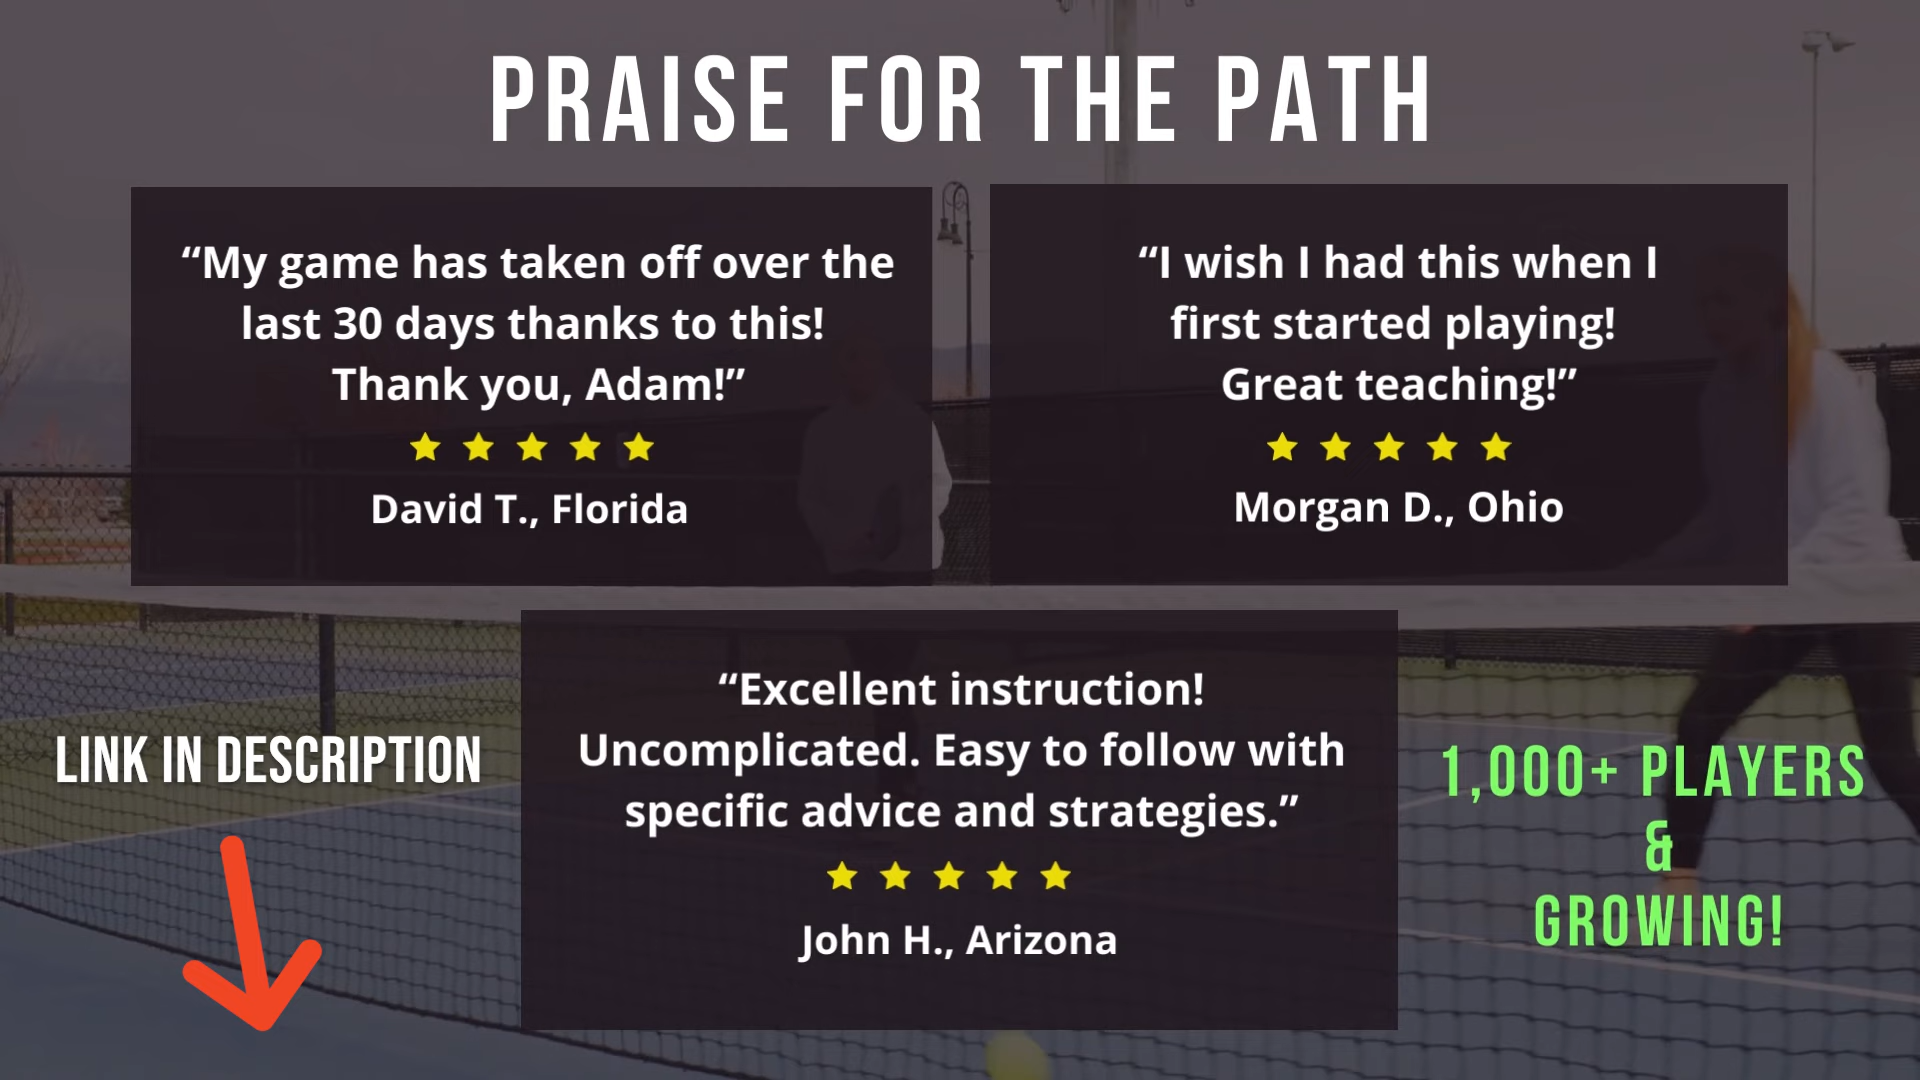 PRAISE FOR THE PATH
“My game has taken off over the
last 30 days thanks to this!
Thank you, Adam!”
David T., Florida
“I wish I had this when I
first started playing!
Great teaching!”
Morgan D., Ohio
“Excellent instruction!
Uncomplicated. Easy to follow with
specific advice and strategies.”
John H., Arizona
LINK IN DESCRIPTION
1,000+ PLAYERS
&
GROWING!